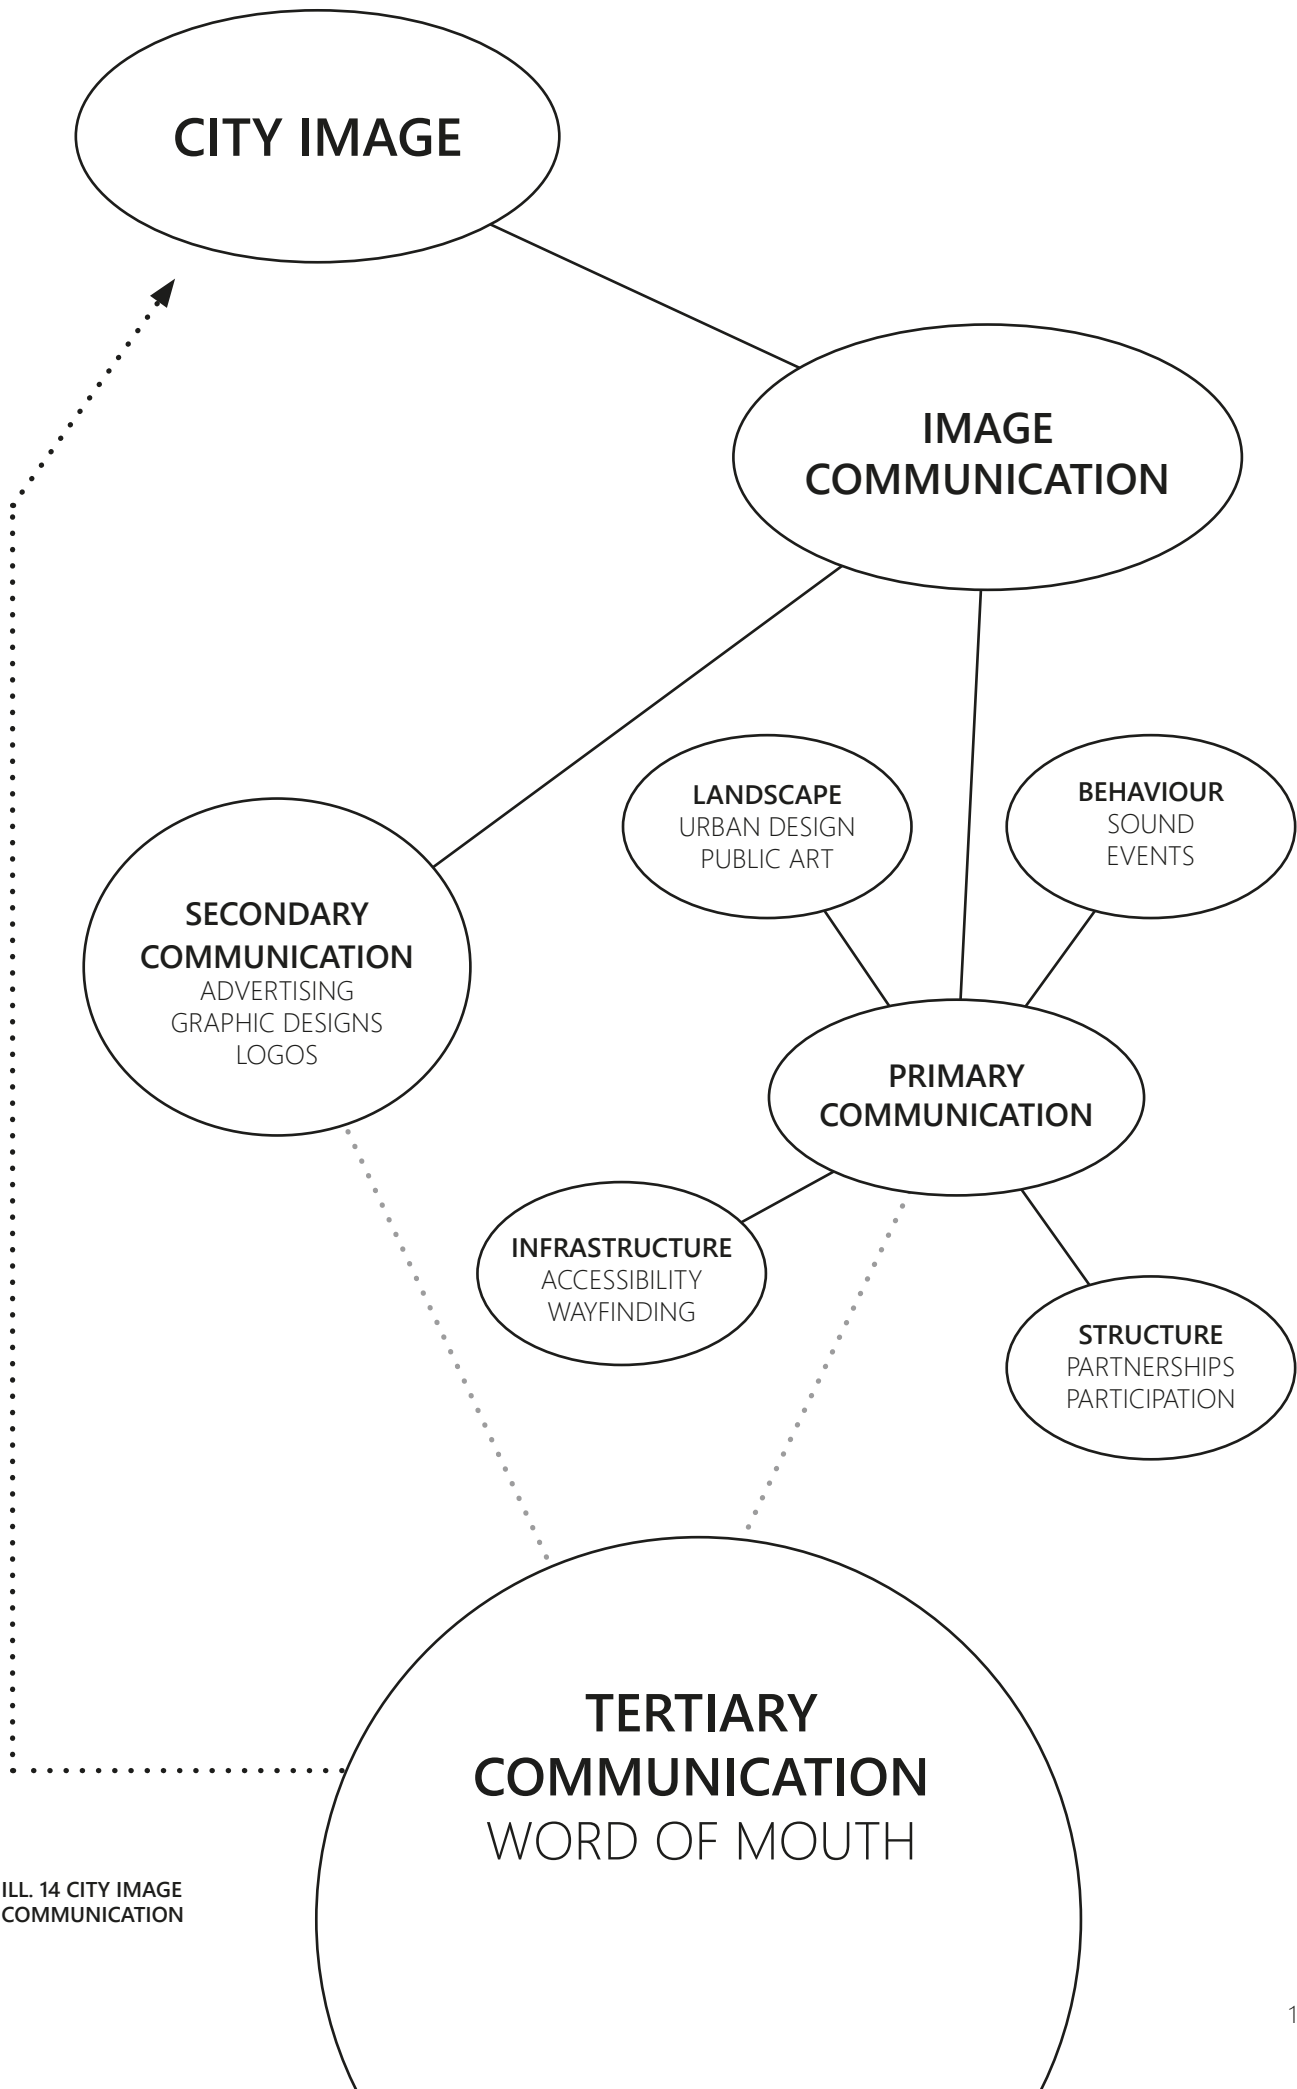 CITY IMAGE
IMAGE
COMMUNICATION
LANDSCAPE
URBAN DESIGN
PUBLIC ART
BEHAVIOUR
SOUND
EVENTS
SECONDARY
COMMUNICATION
ADVERTISING
GRAPHIC DESIGNS
LOGOS
PRIMARY
COMMUNICATION
INFRASTRUCTURE
ACCESSIBILITY
WAYFINDING
STRUCTURE
PARTNERSHIPS
PARTICIPATION
TERTIARY
COMMUNICATION
WORD OF MOUTH
ILL. 14 CITY IMAGE
COMMUNICATION
1